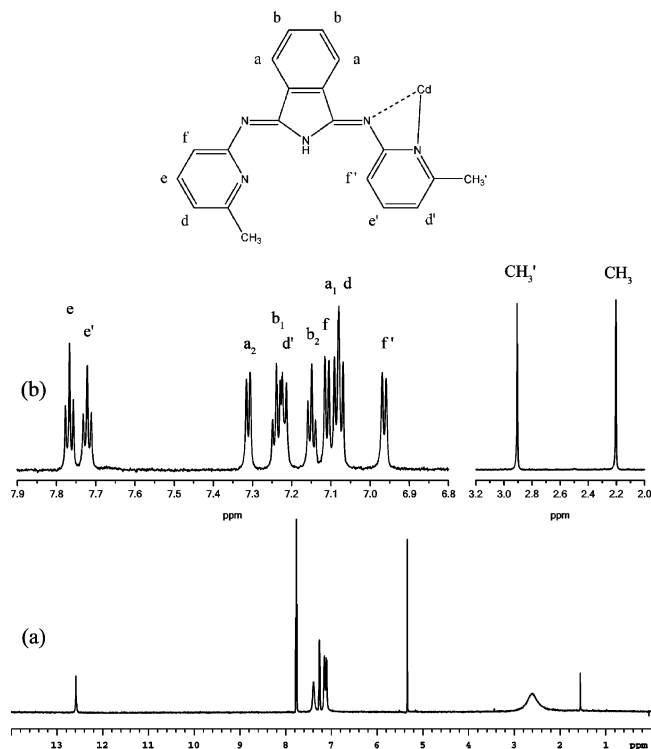 b b
a a
Cd
N N
NH
f N f ' N
e CH₃'
d e' d'
CH₃
CH₃' CH₃
a₁ d
e b₁ f
e' a₂ d' b₂ f '
(b)
7.9 7.8 7.7 7.6 7.5 7.4 7.3 7.2 7.1 7.0 6.9 6.8 3.2 3.0 2.8 2.6 2.4 2.2 2.0
ppm ppm
(a)
13 12 11 10 9 8 7 6 5 4 3 2 1 ppm